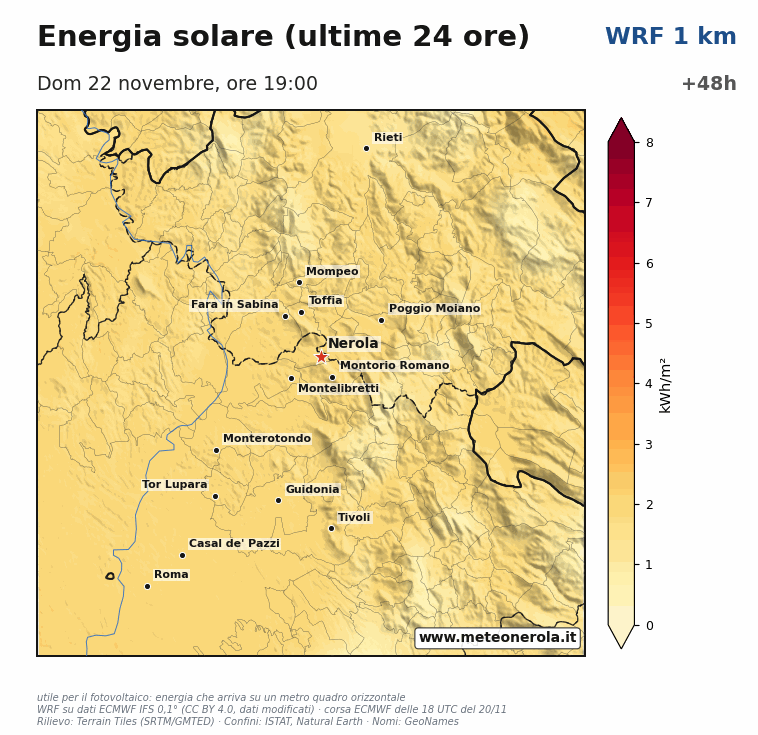 Energia solare (ultime 24 ore)
WRF 1 km
Dom 22 novembre, ore 19:00
+48h
Rieti
Mompeo
Fara in Sabina
Toffia
Poggio Moiano
Nerola
Montorio Romano
Montelibretti
Monterotondo
Tor Lupara
Guidonia
Tivoli
Casal de' Pazzi
Roma
www.meteonerola.it
8
7
6
5
4
3
2
1
0
kWh/m²
utile per il fotovoltaico: energia che arriva su un metro quadro orizzontale
WRF su dati ECMWF IFS 0,1° (CC BY 4.0, dati modificati) · corsa ECMWF delle 18 UTC del 20/11
Rilievo: Terrain Tiles (SRTM/GMTED) · Confini: ISTAT, Natural Earth · Nomi: GeoNames